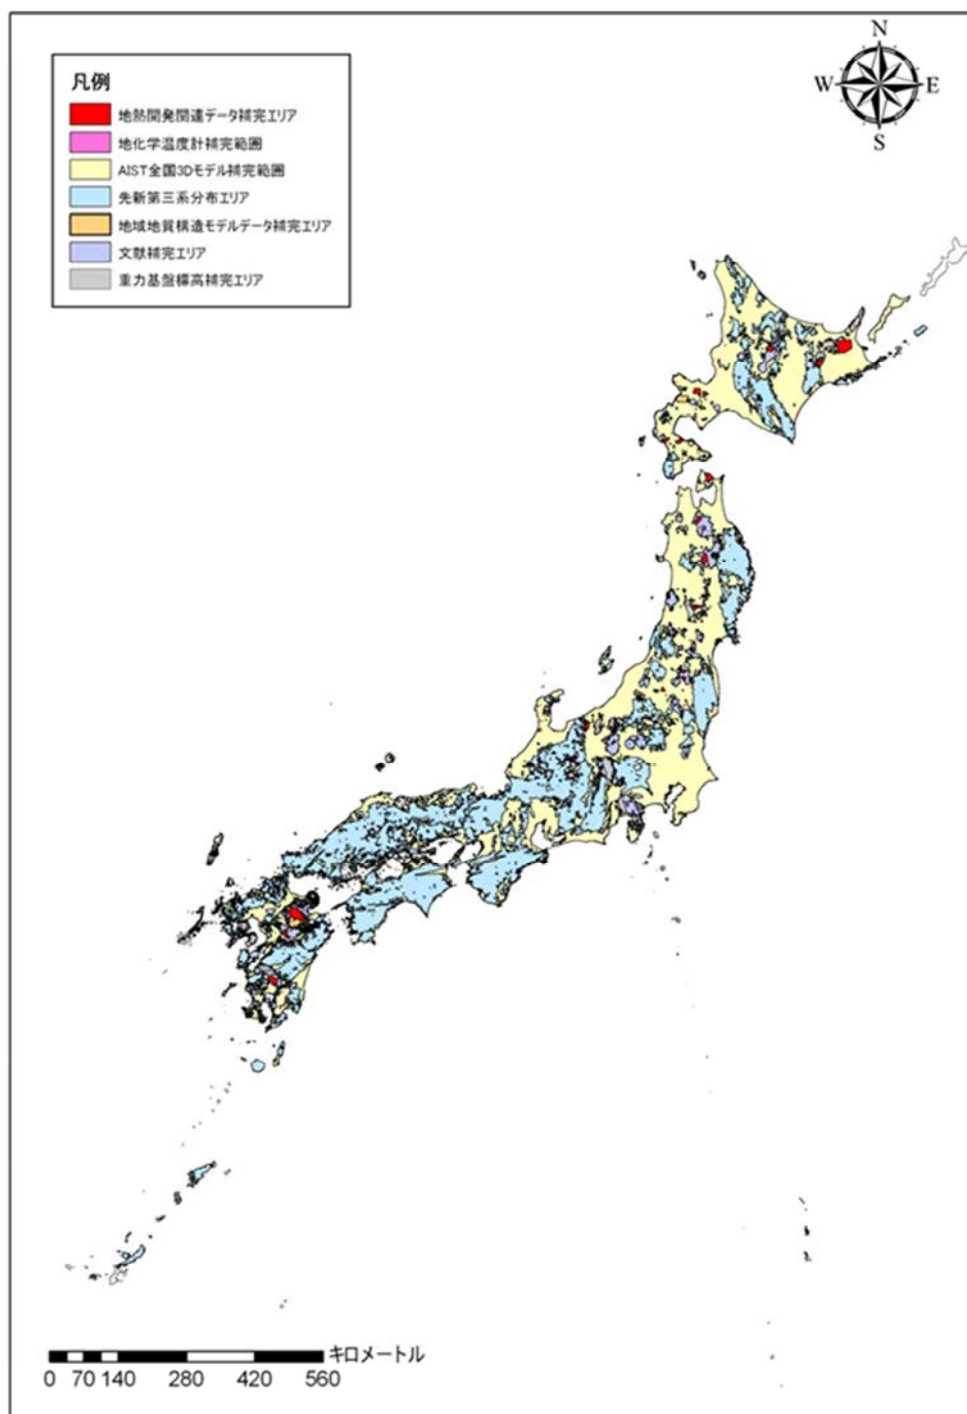 N
W
E
S
凡例
地熱開発関連データ補完エリア
地化学温度計補完範囲
AIST全国3Dモデル補完範囲
先新第三系分布エリア
地域地質構造モデルデータ補完エリア
文献補完エリア
重力基盤標高補完エリア
キロメートル
0 70 140 280 420 560